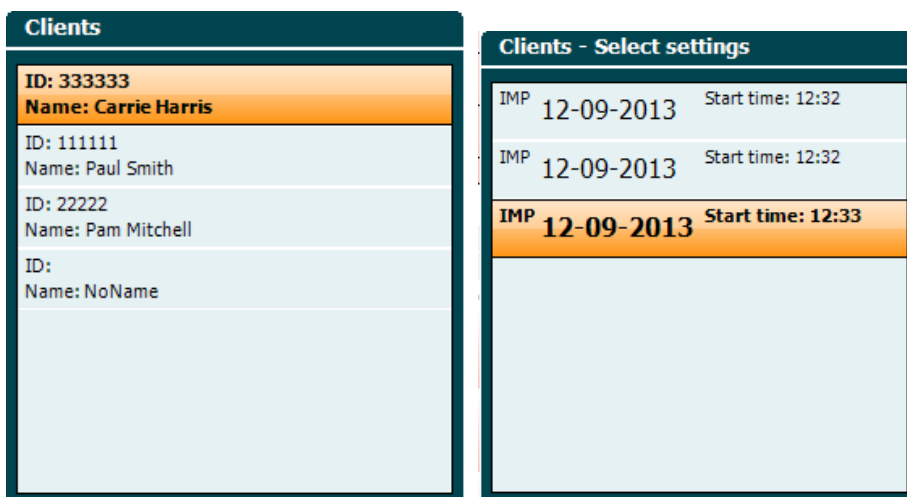 Clients
ID: 333333
Name: Carrie Harris
ID: 111111
Name: Paul Smith
ID: 22222
Name: Pam Mitchell
ID:
Name: NoName
Clients - Select settings
IMP 12-09-2013 Start time: 12:32
IMP 12-09-2013 Start time: 12:32
IMP 12-09-2013 Start time: 12:33